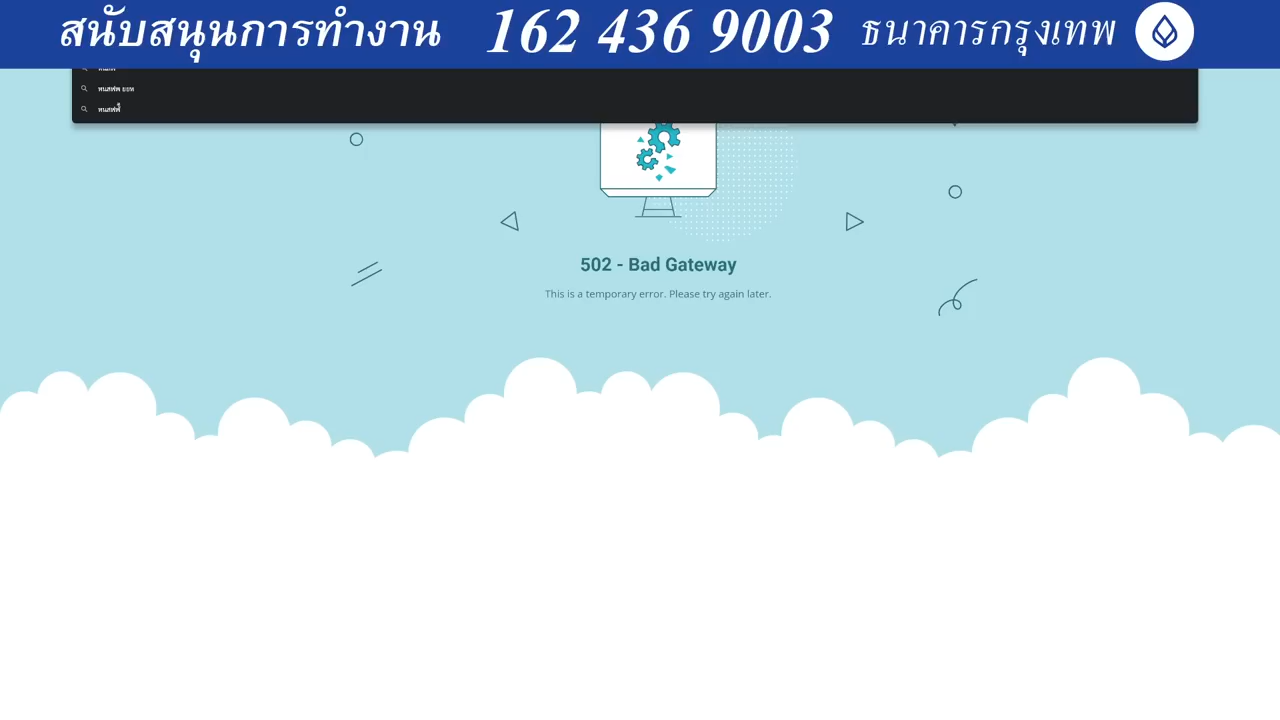 สนับสนุนการทำงาน 162 436 9003 ธนาคารกรุงเทพ
502 - Bad Gateway
This is a temporary error. Please try again later.